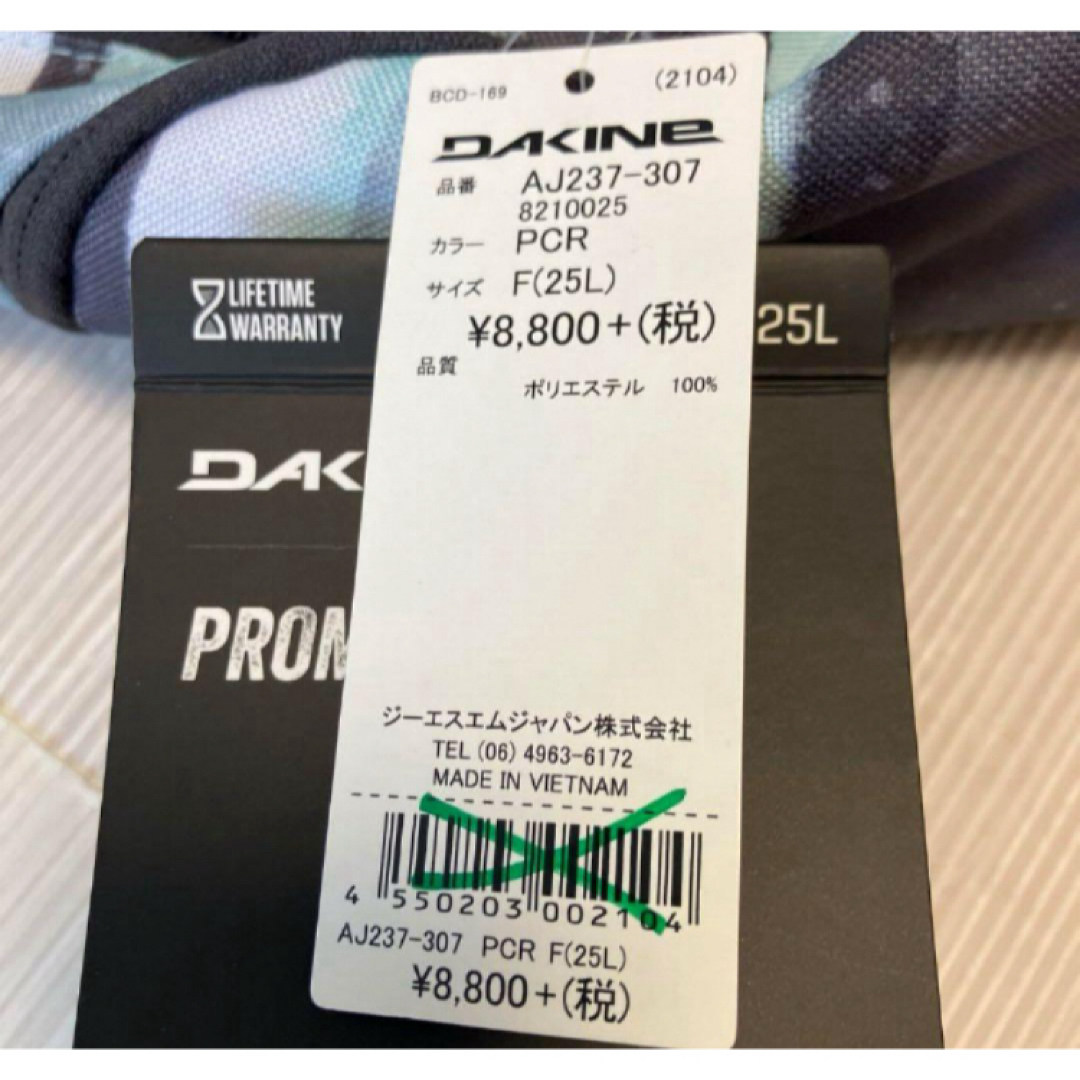 BCD-169 (2104)
DAKINE
品番 AJ237-307
8210025
カラー PCR
サイズ F(25L)
¥8,800+(税)
品質
ポリエステル 100%
ジーエスエムジャパン株式会社
TEL (06) 4963-6172
MADE IN VIETNAM
4 550203 002104
AJ237-307 PCR F(25L)
¥8,800+(税)
LIFETIME
WARRANTY
25L
DAK
PROM